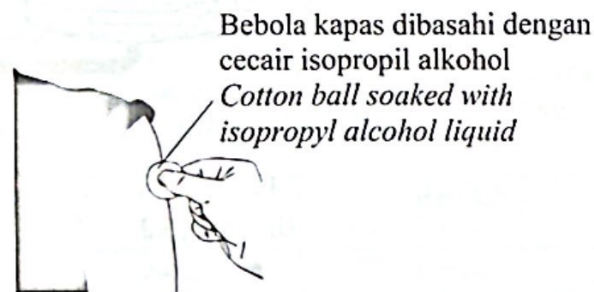 Bebola kapas dibasahi dengan
cecair isopropil alkohol
Cotton ball soaked with
isopropyl alcohol liquid